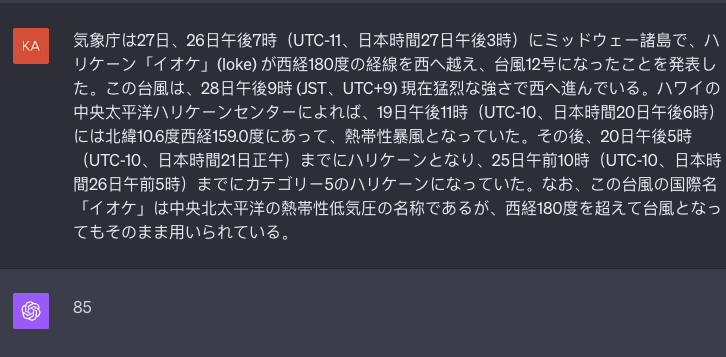 KA
気象庁は27日、26日午後7時（UTC-11、日本時間27日午後3時）にミッドウェー諸島で、ハ
リケーン「イオケ」(Ioke) が西経180度の経線を西へ越え、台風12号になったことを発表し
た。この台風は、28日午後9時 (JST、UTC+9) 現在猛烈な強さで西へ進んでいる。ハワイの
中央太平洋ハリケーンセンターによれば、19日午後11時（UTC-10、日本時間20日午後6時）
には北緯10.6度西経159.0度にあって、熱帯性暴風となっていた。その後、20日午後5時
（UTC-10、日本時間21日正午）までにハリケーンとなり、25日午前10時（UTC-10、日本時
間26日午前5時）までにカテゴリー5のハリケーンになっていた。なお、この台風の国際名
「イオケ」は中央北太平洋の熱帯性低気圧の名称であるが、西経180度を超えて台風となっ
てもそのまま用いられている。
85